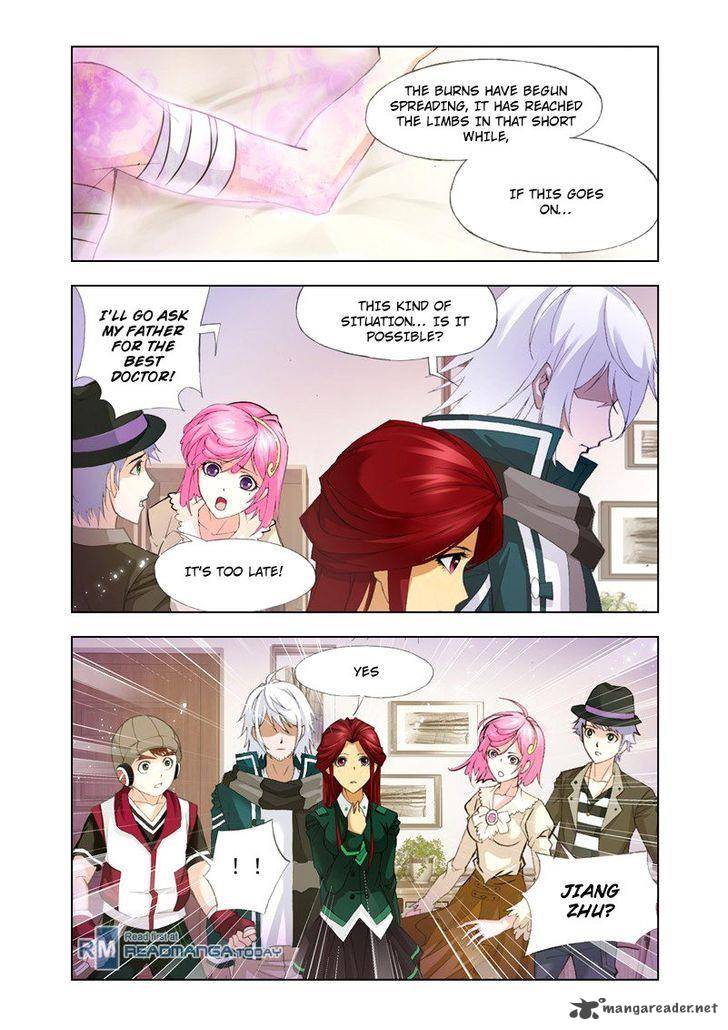 THE BURNS HAVE BEGUN
SPREADING, IT HAS REACHED
THE LIMBS IN THAT SHORT
WHILE,
IF THIS GOES
ON...
I'LL GO ASK
MY FATHER
FOR THE
BEST
DOCTOR!
THIS KIND OF
SITUATION... IS IT
POSSIBLE?
IT'S TOO LATE!
YES
! !
JIANG
ZHU?
RM Read first at
READMANGA.TODAY
mangareader.net